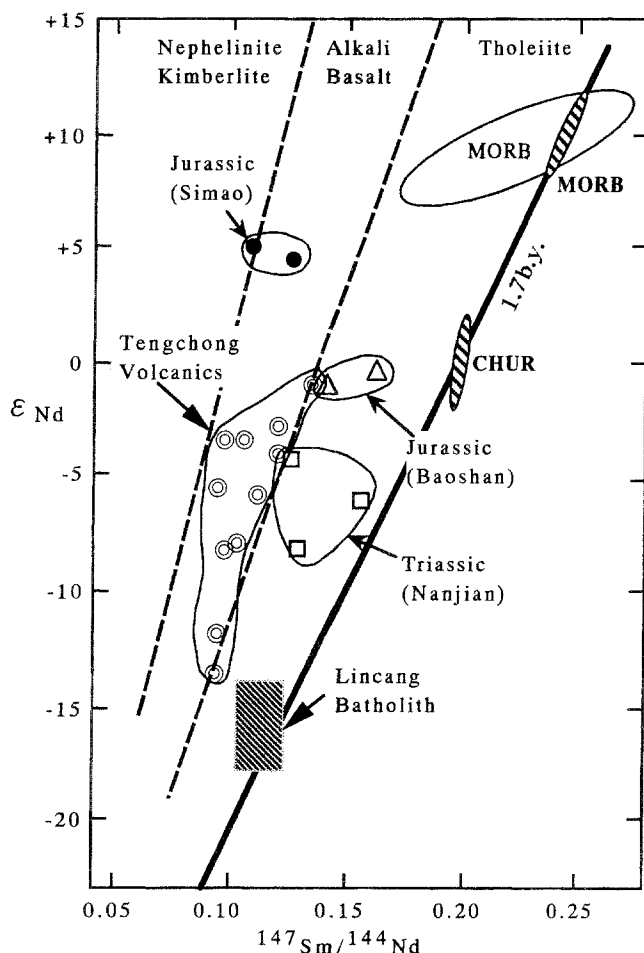 +15
Nephelinite
Kimberlite
Alkali
Basalt
Tholeiite
+10
MORB
MORB
Jurassic
(Simao)
+5
1.7b.y.
Tengchong
Volcanics
0
CHUR
εNd
Jurassic
(Baoshan)
-5
Triassic
(Nanjian)
-10
Lincang
Batholith
-15
-20
0.05 0.10 0.15 0.20 0.25
147Sm/144Nd